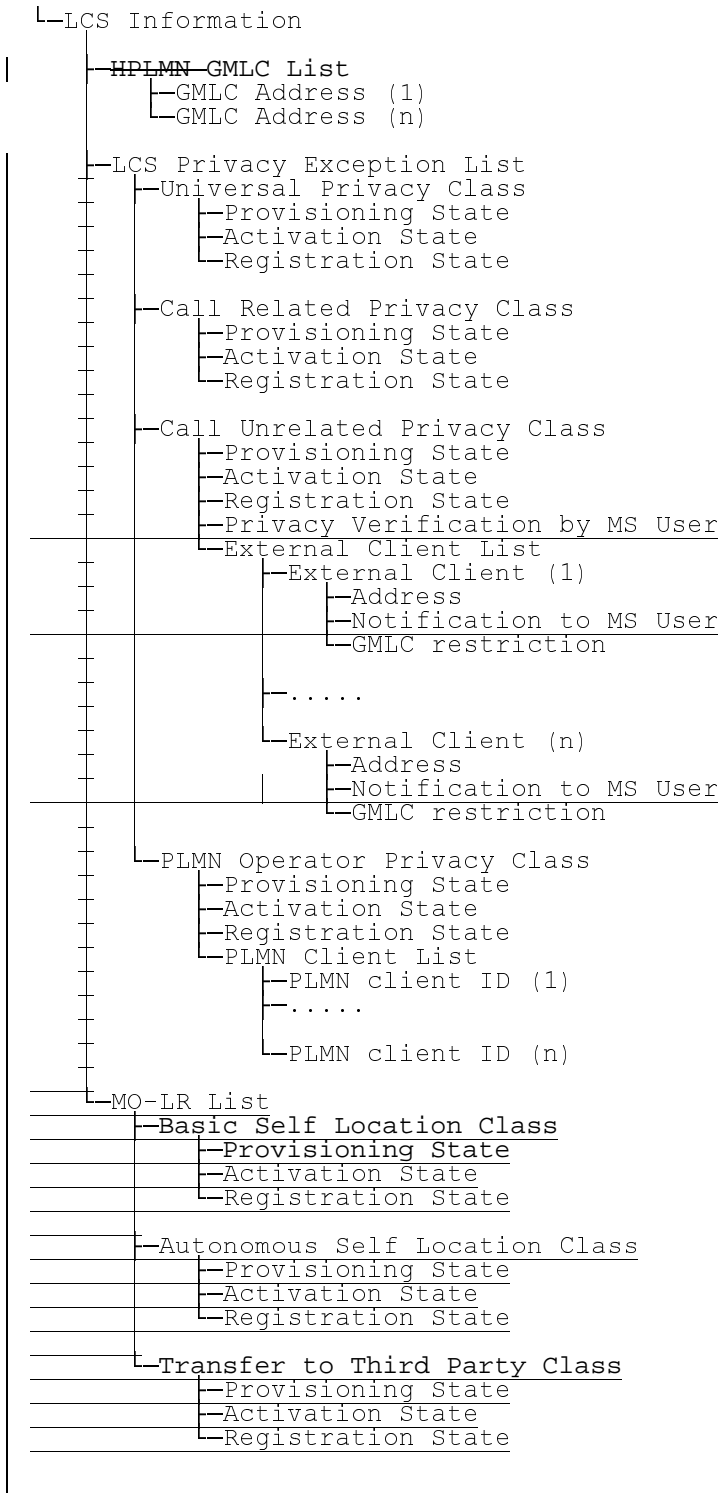 LCS Information
HPLMN GMLC List
GMLC Address (1)
GMLC Address (n)
LCS Privacy Exception List
Universal Privacy Class
Provisioning State
Activation State
Registration State
Call Related Privacy Class
Provisioning State
Activation State
Registration State
Call Unrelated Privacy Class
Provisioning State
Activation State
Registration State
Privacy Verification by MS User
External Client List
External Client (1)
Address
Notification to MS User
GMLC restriction
.....
External Client (n)
Address
Notification to MS User
GMLC restriction
PLMN Operator Privacy Class
Provisioning State
Activation State
Registration State
PLMN Client List
PLMN client ID (1)
.....
PLMN client ID (n)
MO-LR List
Basic Self Location Class
Provisioning State
Activation State
Registration State
Autonomous Self Location Class
Provisioning State
Activation State
Registration State
Transfer to Third Party Class
Provisioning State
Activation State
Registration State